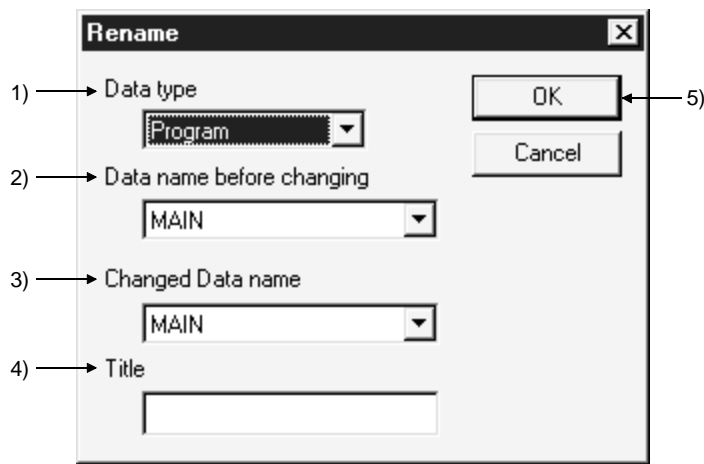 Rename
1) Data type
OK
5)
Program
Cancel
2) Data name before changing
MAIN
3) Changed Data name
MAIN
4) Title